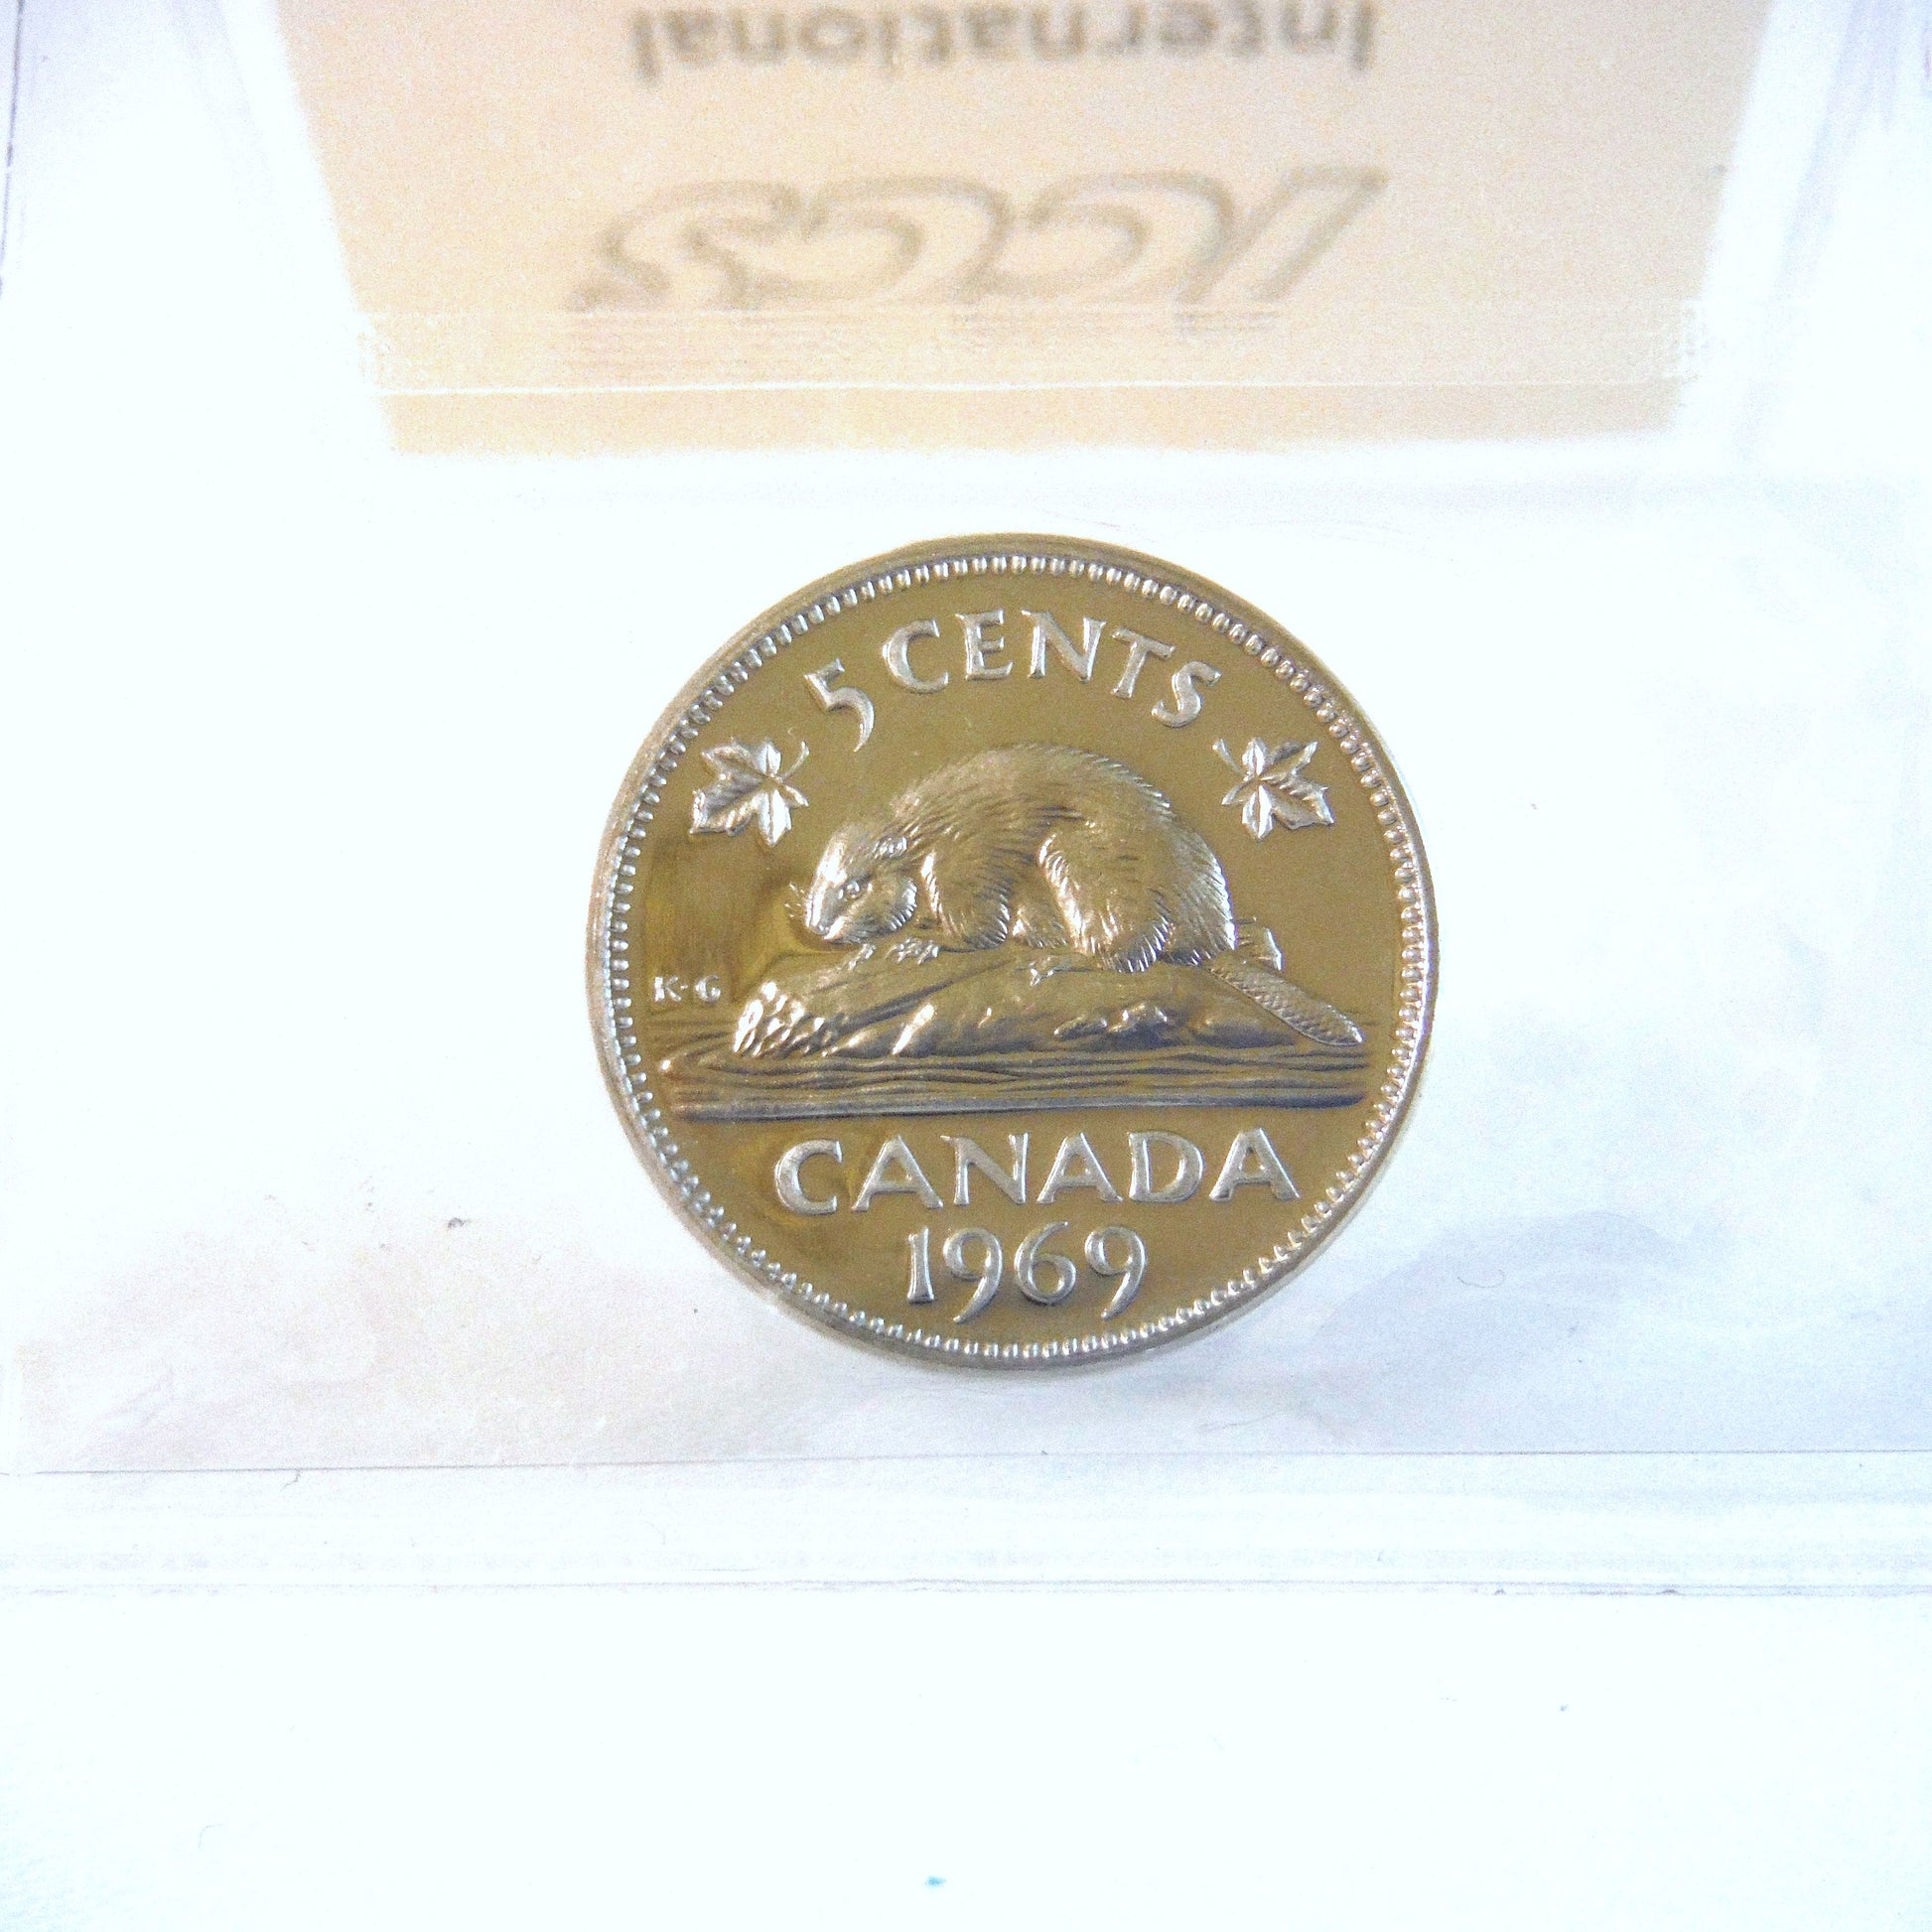 International
ICCS
5 CENTS
K·G
CANADA
1969